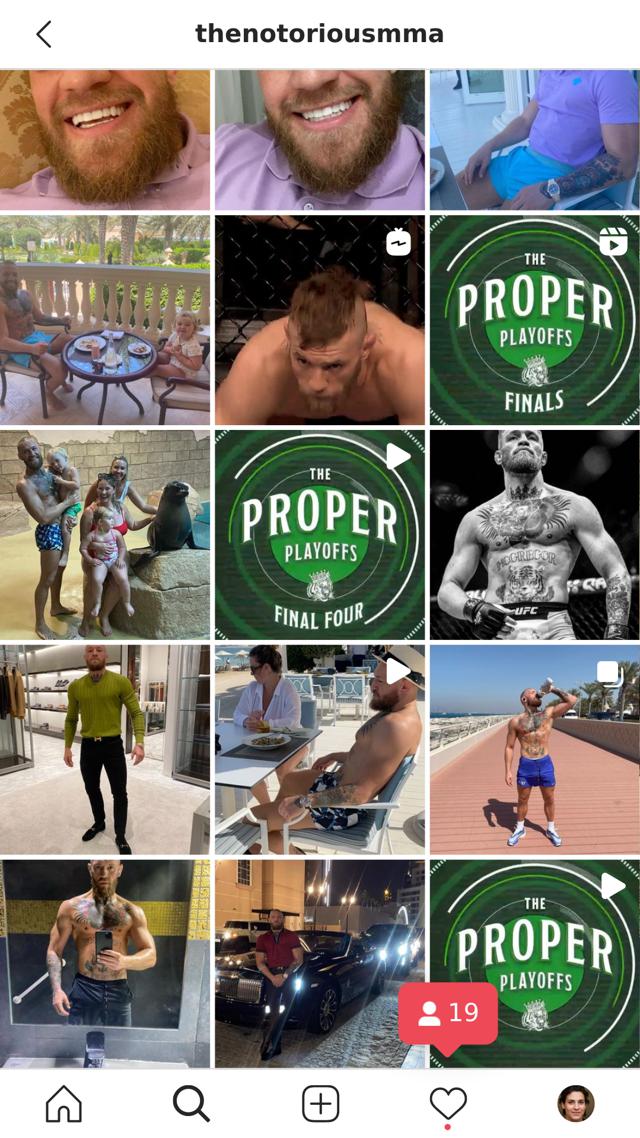 thenotoriousmma
THE
PROPER
PLAYOFFS
FINALS
THE
PROPER
PLAYOFFS
FINAL FOUR
MCGREGOR
UFC
THE
PROPER
PLAYOFFS
19